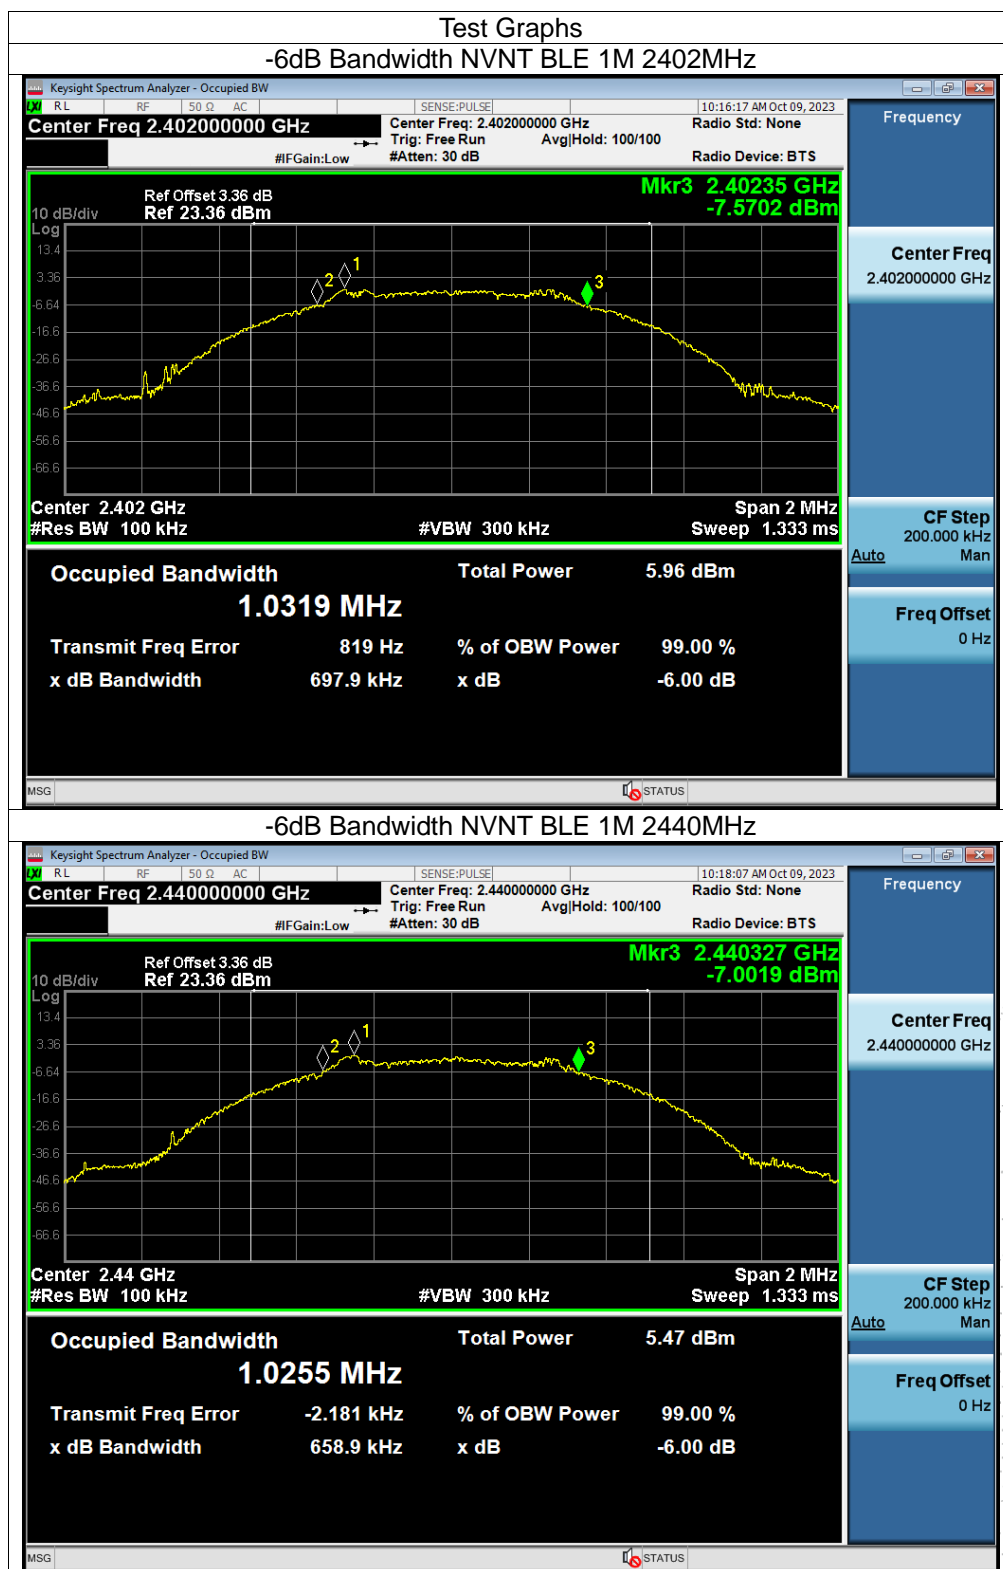 Test Graphs
-6dB Bandwidth NVNT BLE 1M 2402MHz
Keysight Spectrum Analyzer - Occupied BW
LXI RL RF 50 Ω AC SENSE:PULSE 10:16:17 AM Oct 09, 2023
Center Freq 2.402000000 GHz Center Freq: 2.402000000 GHz Radio Std: None
Trig: Free Run Avg|Hold: 100/100
#IFGain:Low #Atten: 30 dB Radio Device: BTS
Frequency
Mkr3 2.40235 GHz
-7.5702 dBm
Ref Offset 3.36 dB
10 dB/div Ref 23.36 dBm
Log
13.4
3.36
-6.64
-16.6
-26.6
-36.6
-46.6
-56.6
-66.6
1
2
3
Center Freq
2.402000000 GHz
Center 2.402 GHz Span 2 MHz
#Res BW 100 kHz #VBW 300 kHz Sweep 1.333 ms
CF Step
200.000 kHz
Auto Man
Occupied Bandwidth Total Power 5.96 dBm
1.0319 MHz
Transmit Freq Error 819 Hz % of OBW Power 99.00 %
x dB Bandwidth 697.9 kHz x dB -6.00 dB
Freq Offset
0 Hz
MSG STATUS
-6dB Bandwidth NVNT BLE 1M 2440MHz
Keysight Spectrum Analyzer - Occupied BW
LXI RL RF 50 Ω AC SENSE:PULSE 10:18:07 AM Oct 09, 2023
Center Freq 2.440000000 GHz Center Freq: 2.440000000 GHz Radio Std: None
Trig: Free Run Avg|Hold: 100/100
#IFGain:Low #Atten: 30 dB Radio Device: BTS
Frequency
Mkr3 2.440327 GHz
-7.0019 dBm
Ref Offset 3.36 dB
10 dB/div Ref 23.36 dBm
Log
13.4
3.36
-6.64
-16.6
-26.6
-36.6
-46.6
-56.6
-66.6
1
2
3
Center Freq
2.440000000 GHz
Center 2.44 GHz Span 2 MHz
#Res BW 100 kHz #VBW 300 kHz Sweep 1.333 ms
CF Step
200.000 kHz
Auto Man
Occupied Bandwidth Total Power 5.47 dBm
1.0255 MHz
Transmit Freq Error -2.181 kHz % of OBW Power 99.00 %
x dB Bandwidth 658.9 kHz x dB -6.00 dB
Freq Offset
0 Hz
MSG STATUS